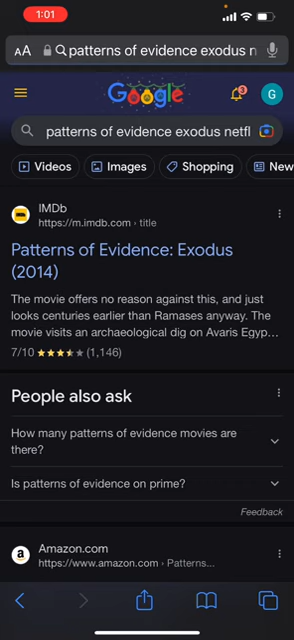 1:01
AA patterns of evidence exodus n
Google
3
G
patterns of evidence exodus netfl
Videos Images Shopping New
IMDb
https://m.imdb.com › title
Patterns of Evidence: Exodus
(2014)
The movie offers no reason against this, and just
looks centuries earlier than Ramases anyway. The
movie visits an archaeological dig on Avaris Egyp...
7/10 ★★★★ (1,146)
People also ask
How many patterns of evidence movies are
there?
Is patterns of evidence on prime?
Feedback
a
Amazon.com
https://www.amazon.com › Patterns...